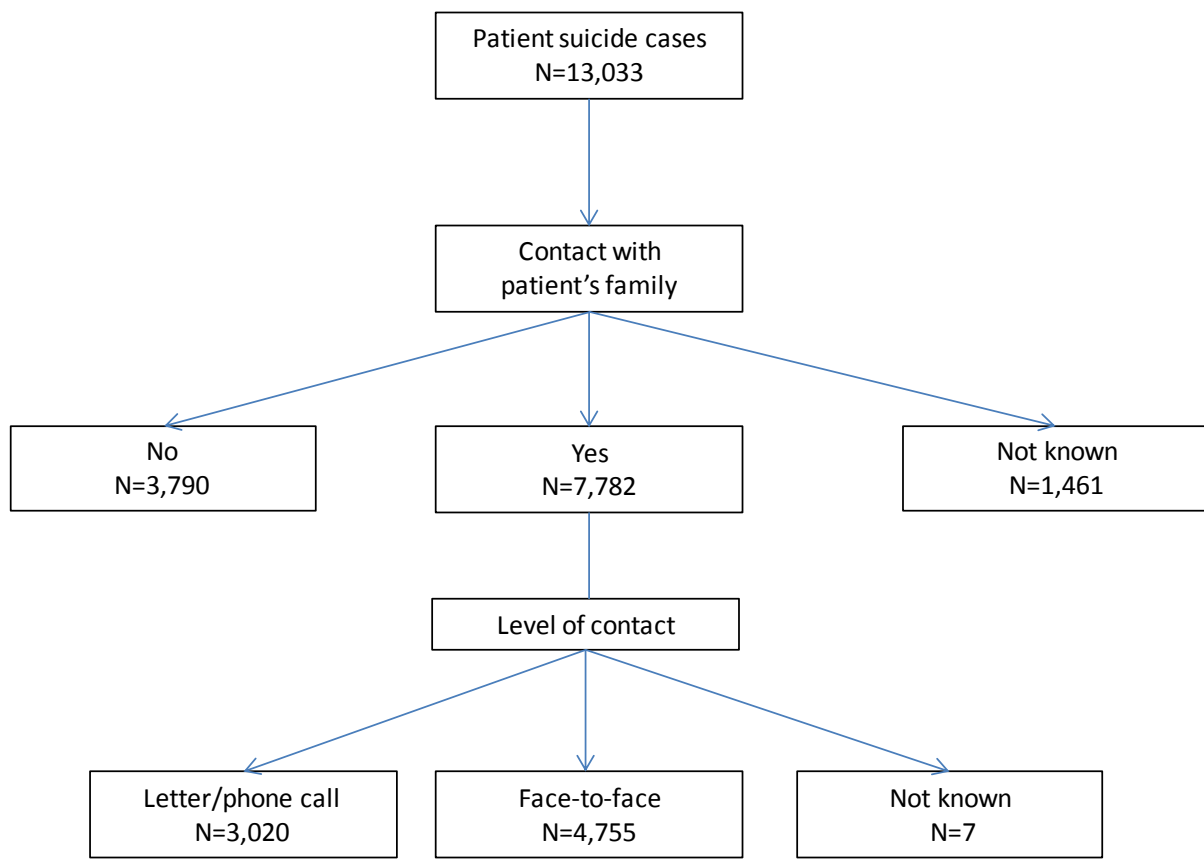 Patient suicide cases
N=13,033
Contact with
patient’s family
No
N=3,790
Yes
N=7,782
Not known
N=1,461
Level of contact
Letter/phone call
N=3,020
Face-to-face
N=4,755
Not known
N=7